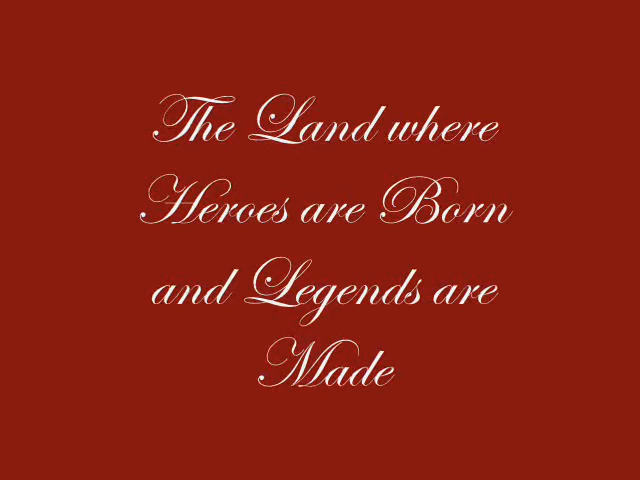 The Land where
Heroes are Born
and Legends are
Made